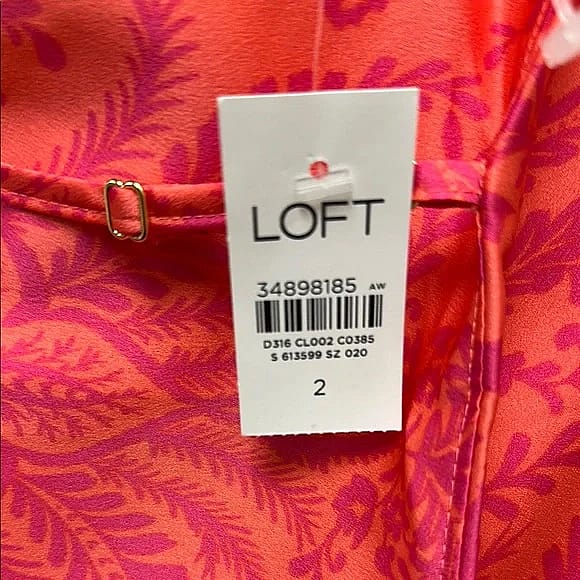 LOFT
34898185 AW
D316 CL002 C0385
S 613599 SZ 020
2